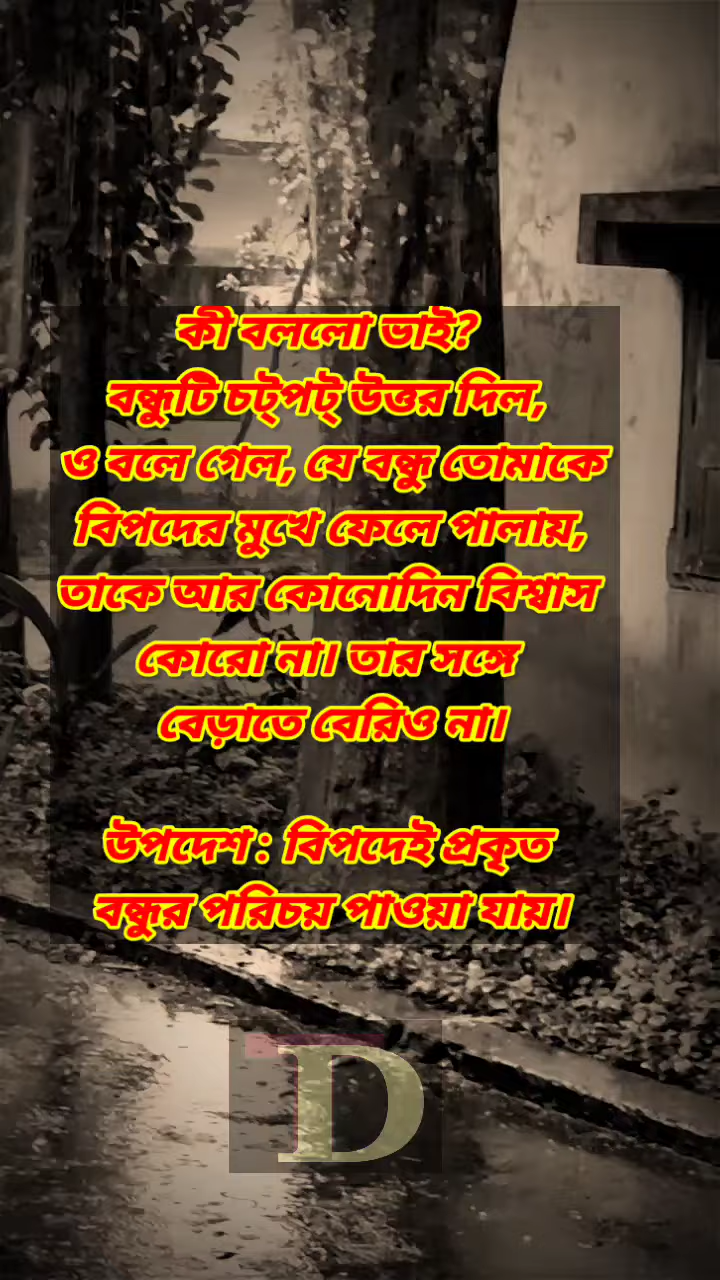 কী বললো ভাই?
বন্ধুটি চট্‌পট্‌ উত্তর দিল,
ও বলে গেল, যে বন্ধু তোমাকে
বিপদের মুখে ফেলে পালায়,
তাকে আর কোনোদিন বিশ্বাস
কোরো না। তার সঙ্গে
বেড়াতে বেরিও না।
উপদেশ : বিপদেই প্রকৃত
বন্ধুর পরিচয় পাওয়া যায়।
D